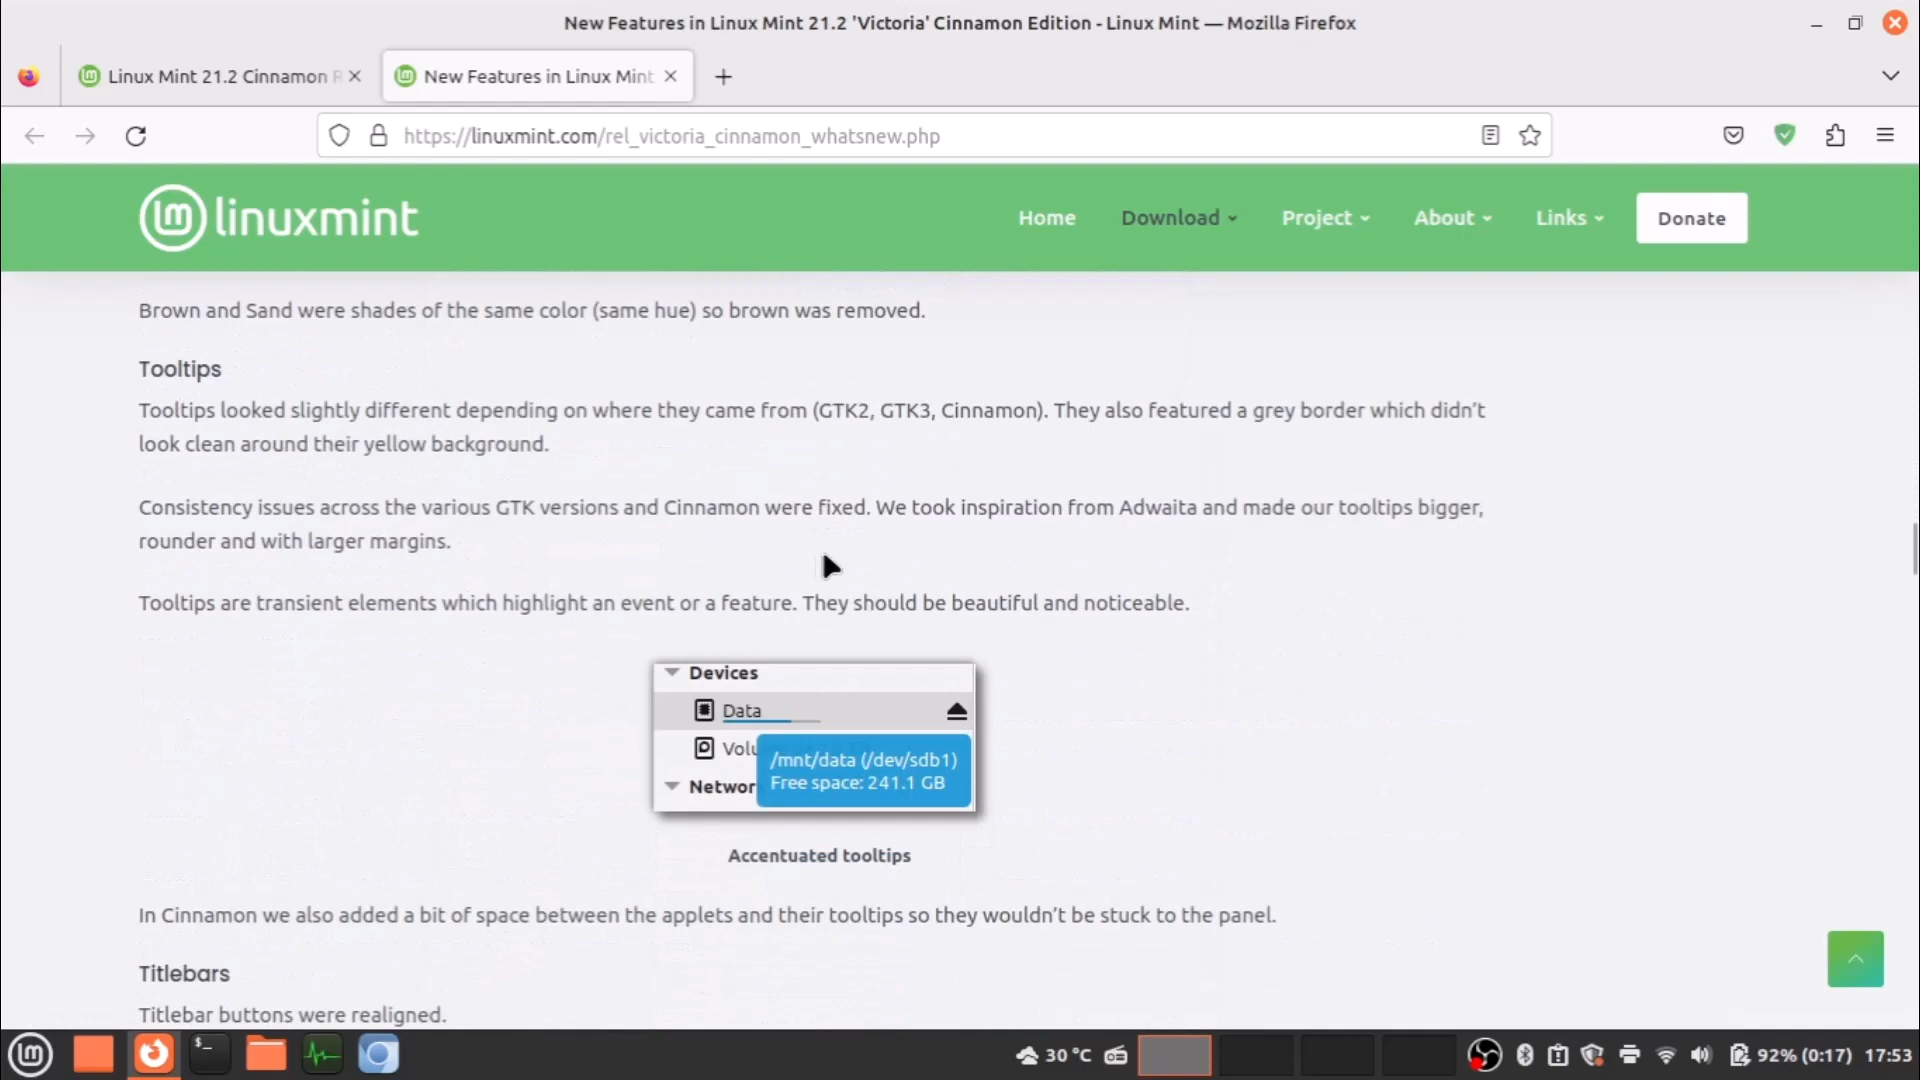 New Features in Linux Mint 21.2 'Victoria' Cinnamon Edition - Linux Mint — Mozilla Firefox
Linux Mint 21.2 Cinnamon R
New Features in Linux Mint
https://linuxmint.com/rel_victoria_cinnamon_whatsnew.php
linuxmint
Home
Download
Project
About
Links
Donate
Brown and Sand were shades of the same color (same hue) so brown was removed.
Tooltips
Tooltips looked slightly different depending on where they came from (GTK2, GTK3, Cinnamon). They also featured a grey border which didn’t
look clean around their yellow background.
Consistency issues across the various GTK versions and Cinnamon were fixed. We took inspiration from Adwaita and made our tooltips bigger,
rounder and with larger margins.
Tooltips are transient elements which highlight an event or a feature. They should be beautiful and noticeable.
Devices
Data
Volu
/mnt/data (/dev/sdb1)
Free space: 241.1 GB
Networ
Accentuated tooltips
In Cinnamon we also added a bit of space between the applets and their tooltips so they wouldn’t be stuck to the panel.
Titlebars
Titlebar buttons were realigned.
30 °C
92% (0:17)
17:53